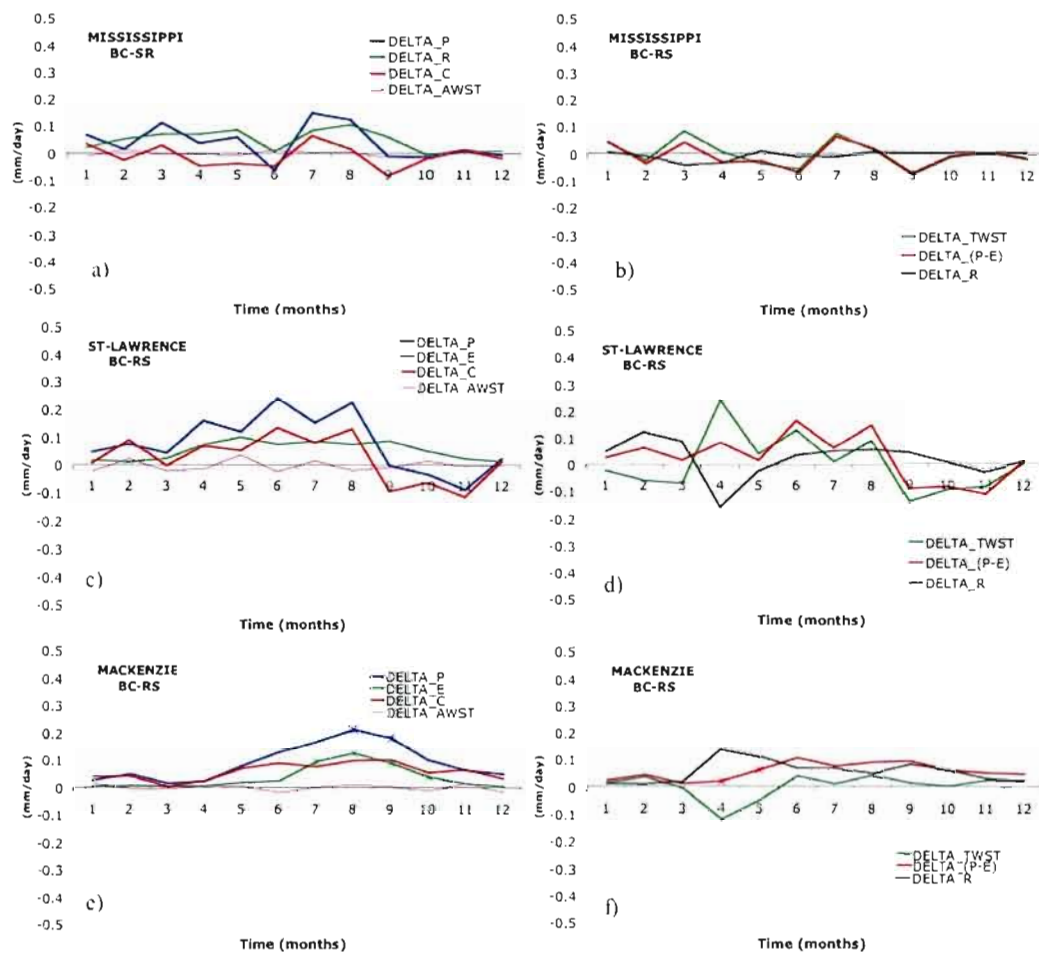 MISSISSIPPI
BC-SR
DELTA_P
DELTA_R
DELTA_C
DELTA_AWST
0.5
0.4
0.3
0.2
0.1
0
-0.1
-0.2
-0.3
-0.4
-0.5
(mm/day)
1 2 3 4 5 6 7 8 9 10 11 12
a)
Time (months)
MISSISSIPPI
BC-RS
0.5
0.4
0.3
0.2
0.1
0
-0.1
-0.2
-0.3
-0.4
-0.5
(mm/day)
1 2 3 4 5 6 7 8 9 10 11 12
DELTA_TWST
DELTA_(P-E)
DELTA_R
b)
Time (months)
ST-LAWRENCE
BC-RS
DELTA_P
DELTA_E
DELTA_C
DELTA_AWST
0.5
0.4
0.3
0.2
0.1
0
-0.1
-0.2
-0.3
-0.4
-0.5
(mm/day)
1 2 3 4 5 6 7 8 9 10 11 12
c)
Time (months)
ST-LAWRENCE
BC-RS
0.5
0.4
0.3
0.2
0.1
0
-0.1
-0.2
-0.3
-0.4
-0.5
(mm/day)
1 2 3 4 5 6 7 8 9 10 11 12
DELTA_TWST
DELTA_(P-E)
DELTA_R
d)
Time (months)
MACKENZIE
BC-RS
DELTA_P
DELTA_E
DELTA_C
DELTA_AWST
0.5
0.4
0.3
0.2
0.1
0
-0.1
-0.2
-0.3
-0.4
-0.5
(mm/day)
1 2 3 4 5 6 7 8 9 10 11 12
e)
Time (months)
MACKENZIE
BC-RS
0.5
0.4
0.3
0.2
0.1
0
-0.1
-0.2
-0.3
-0.4
-0.5
(mm/day)
1 2 3 4 5 6 7 8 9 10 11 12
DELTA_TWST
DELTA_(P-E)
DELTA_R
f)
Time (months)